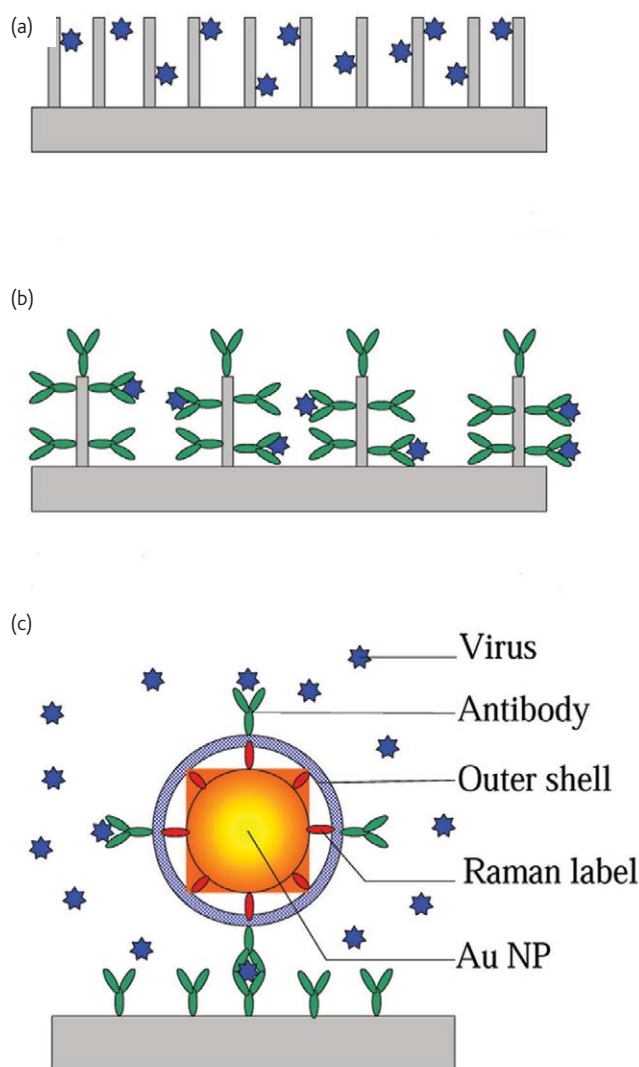 (a)
(b)
(c)
Virus
Antibody
Outer shell
Raman label
Au NP